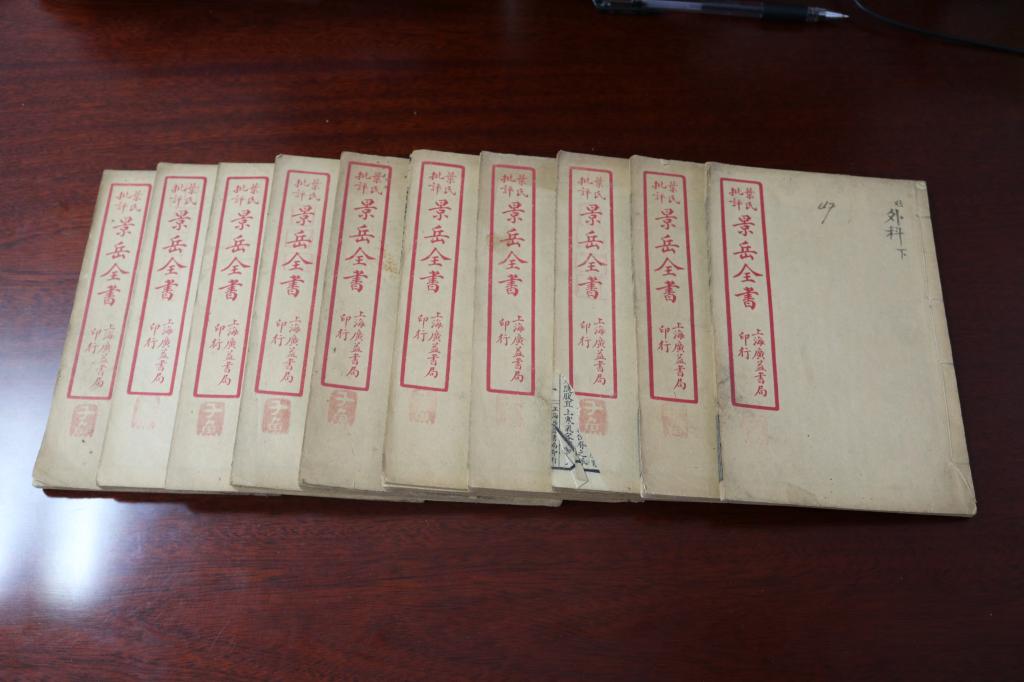 外科下
葉氏
批評
景岳全書
上海廣益書局
印行
葉氏
批評
景岳全書
上海廣益書局
印行
葉氏
批評
景岳全書
上海廣益書局
印行
葉氏
批評
景岳全書
上海廣益書局
印行
葉氏
批評
景岳全書
上海廣益書局
印行
葉氏
批評
景岳全書
上海廣益書局
印行
葉氏
批評
景岳全書
上海廣益書局
印行
葉氏
批評
景岳全書
上海廣益書局
印行
葉氏
批評
景岳全書
上海廣益書局
印行
葉氏
批評
景岳全書
上海廣益書局
印行